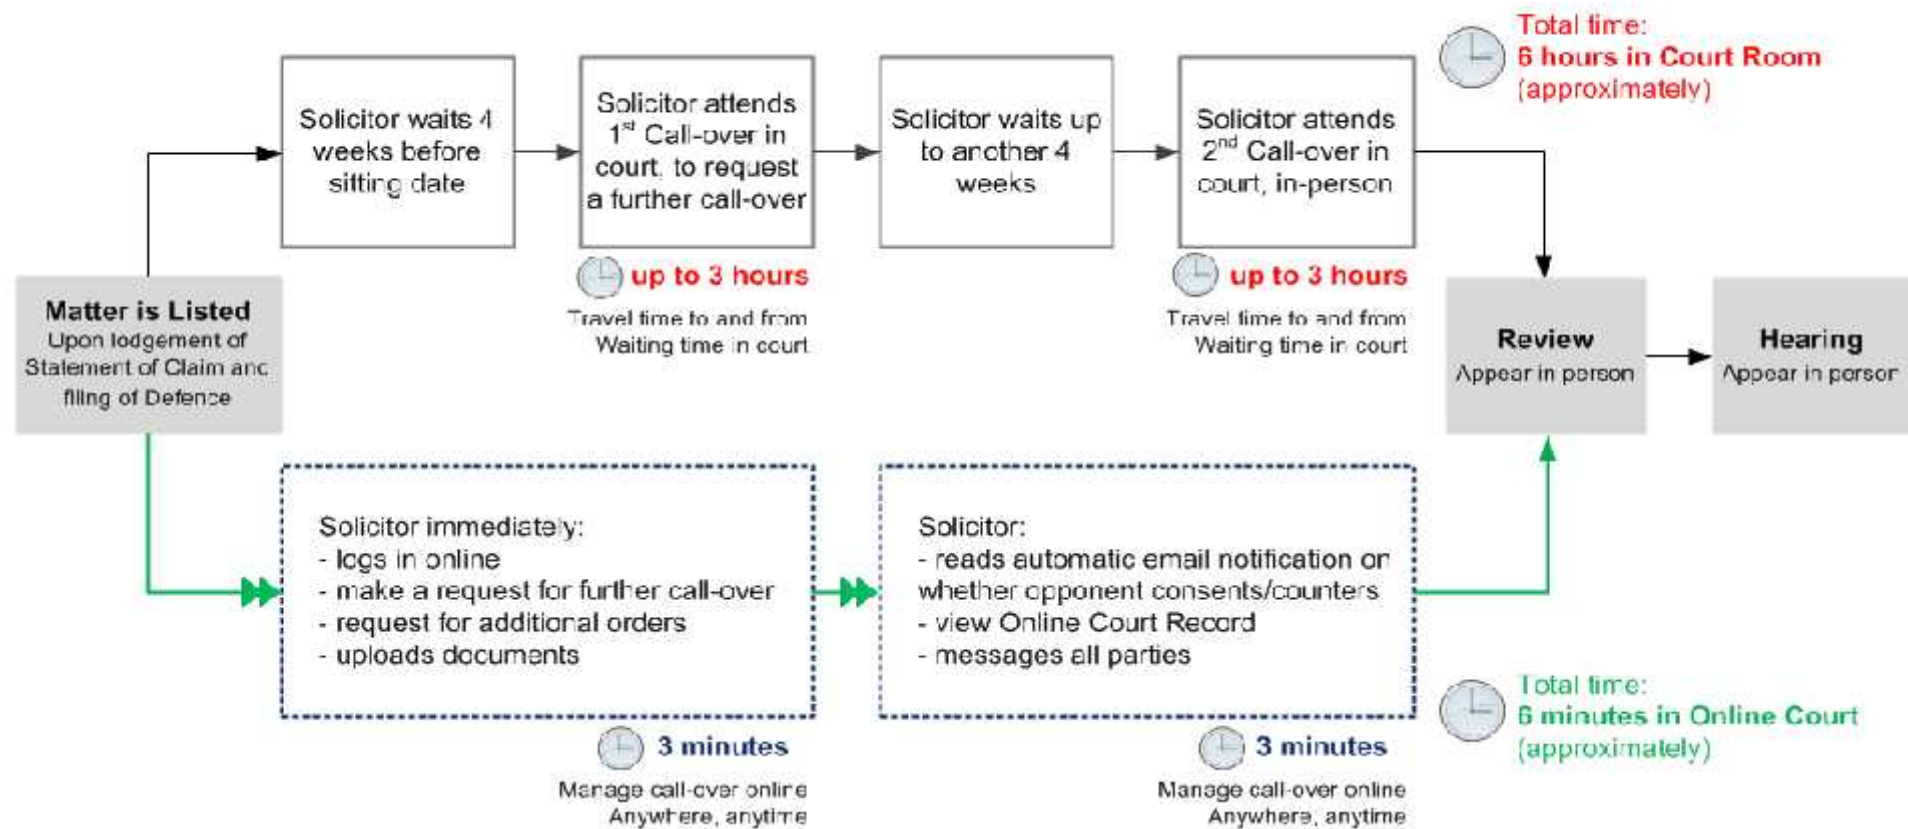 Total time:
6 hours in Court Room
(approximately)
Solicitor waits 4
weeks before
sitting date
Solicitor attends
1st Call-over in
court, to request
a further call-over
Solicitor waits up
to another 4
weeks
Solicitor attends
2nd Call-over in
court, in-person
up to 3 hours
Travel time to and from
Waiting time in court
up to 3 hours
Travel time to and from
Waiting time in court
Matter is Listed
Upon lodgement of
Statement of Claim and
filing of Defence
Review
Appear in person
Hearing
Appear in person
Solicitor immediately:
- logs in online
- make a request for further call-over
- request for additional orders
- uploads documents
Solicitor:
- reads automatic email notification on
whether opponent consents/counters
- view Online Court Record
- messages all parties
3 minutes
Manage call-over online
Anywhere, anytime
3 minutes
Manage call-over online
Anywhere, anytime
Total time:
6 minutes in Online Court
(approximately)